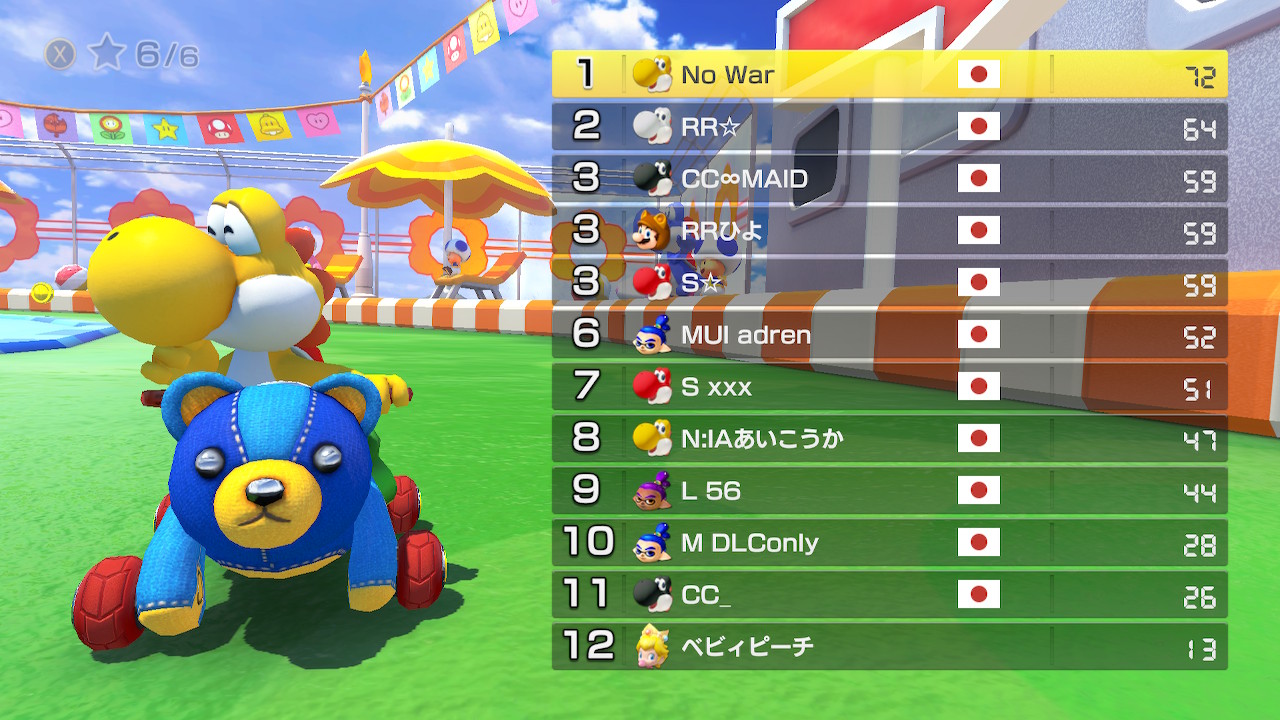 X ☆ 6/6
1 No War 72
2 RR☆ 64
3 CC∞MAID 59
3 RRひよ 59
3 S☆ 59
6 MUI adren 52
7 S xxx 51
8 N:IAあいこうか 47
9 L 56 44
10 M DLConly 28
11 CC_ 26
12 ベビィピーチ 13